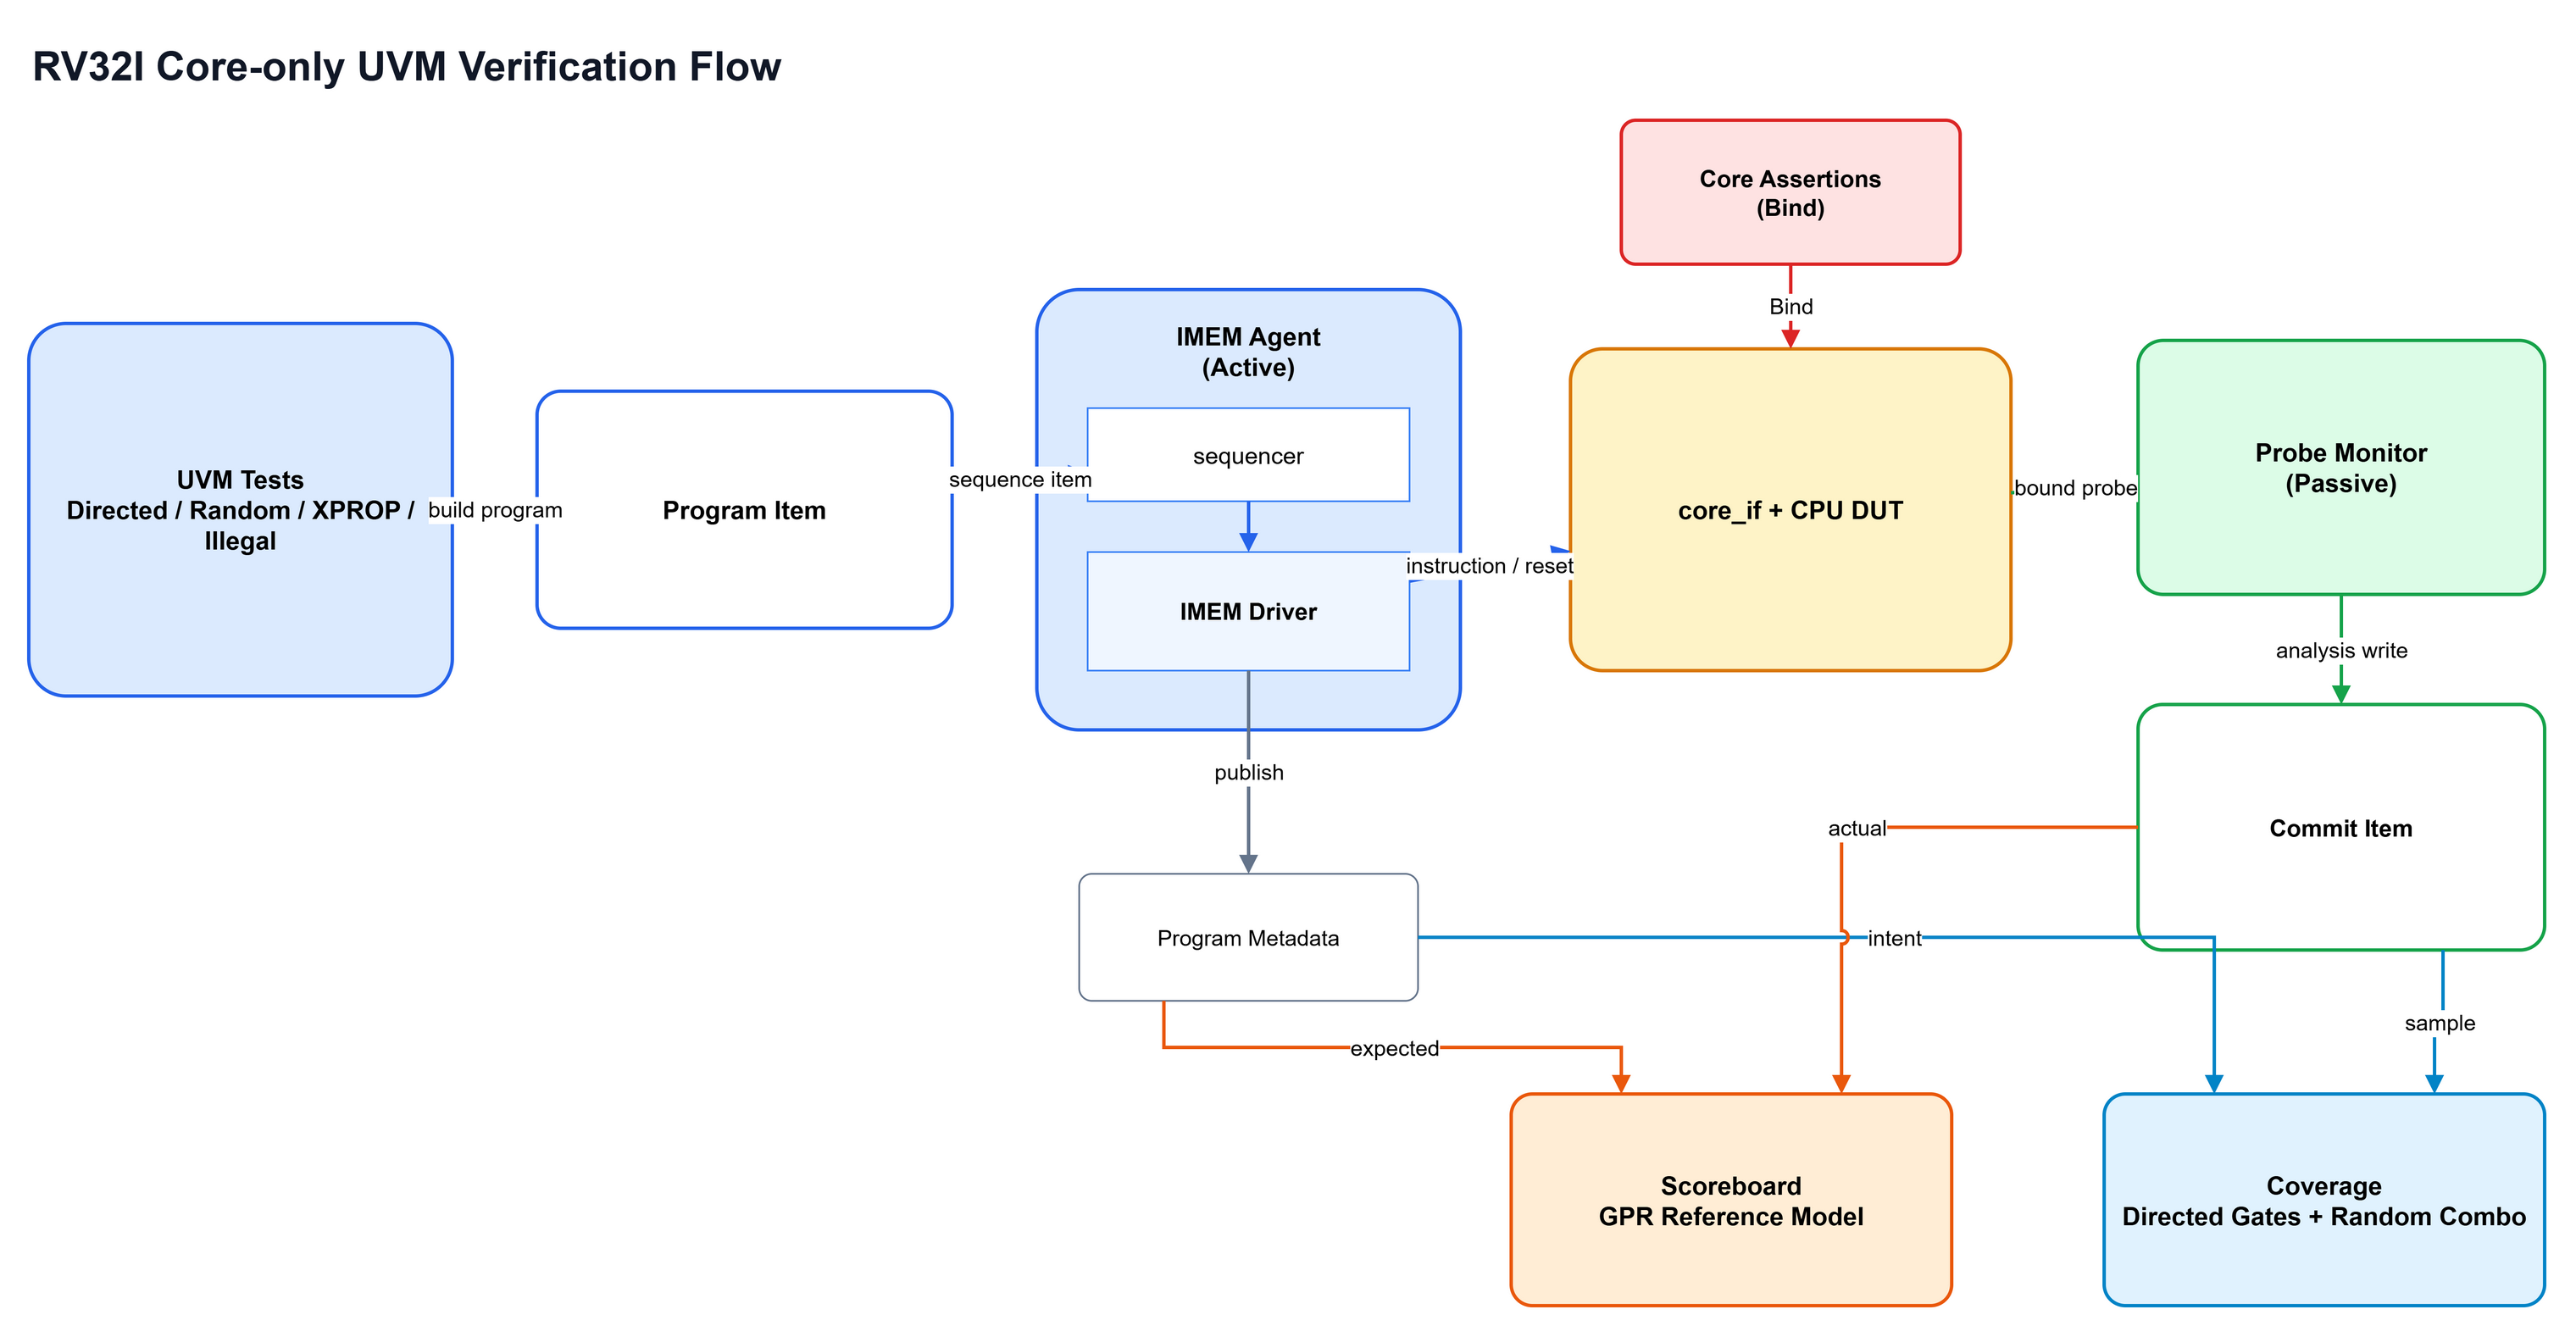 RV32I Core-only UVM Verification Flow
Core Assertions
(Bind)
Bind
UVM Tests
Directed / Random / XPROP /
Illegal
build program
Program Item
sequence item
IMEM Agent
(Active)
sequencer
IMEM Driver
instruction / reset
core_if + CPU DUT
bound probe
Probe Monitor
(Passive)
analysis write
publish
Commit Item
actual
Program Metadata
intent
sample
expected
Scoreboard
GPR Reference Model
Coverage
Directed Gates + Random Combo